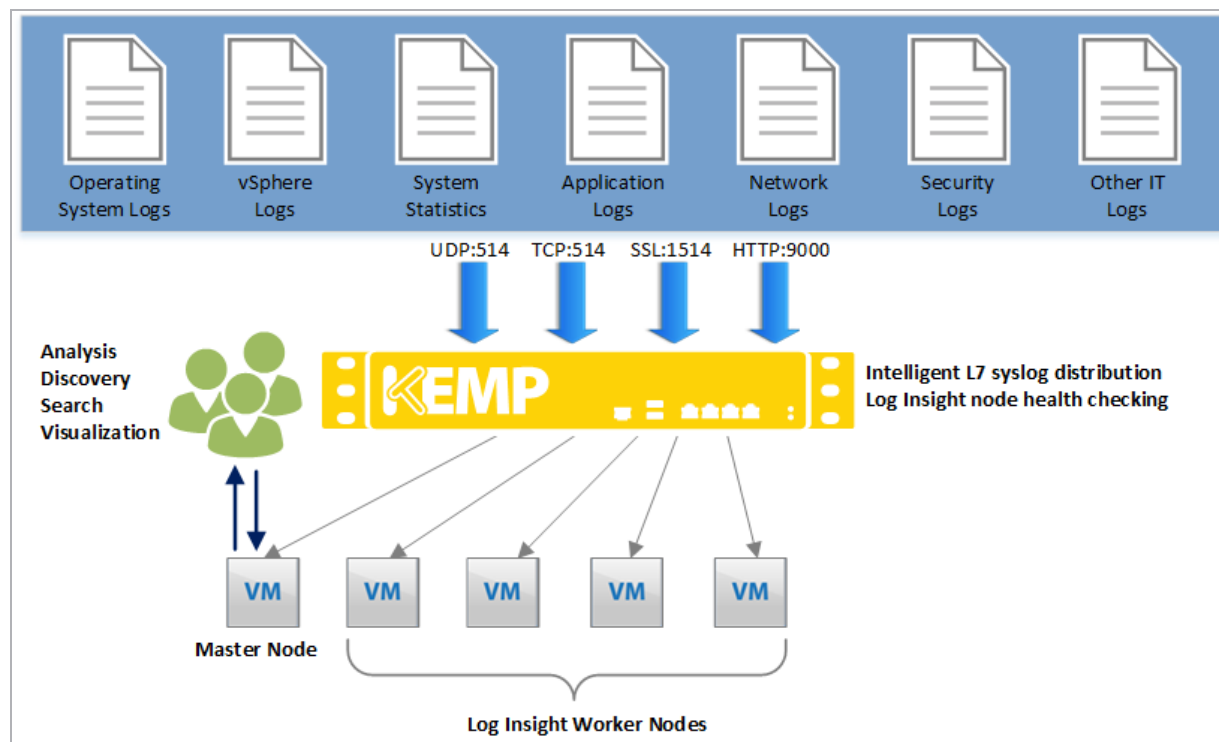 Operating
System Logs
vSphere
Logs
System
Statistics
Application
Logs
Network
Logs
Security
Logs
Other IT
Logs
UDP:514
TCP:514
SSL:1514
HTTP:9000
Analysis
Discovery
Search
Visualization
KEMP
Intelligent L7 syslog distribution
Log Insight node health checking
VM
VM
VM
VM
VM
Master Node
Log Insight Worker Nodes